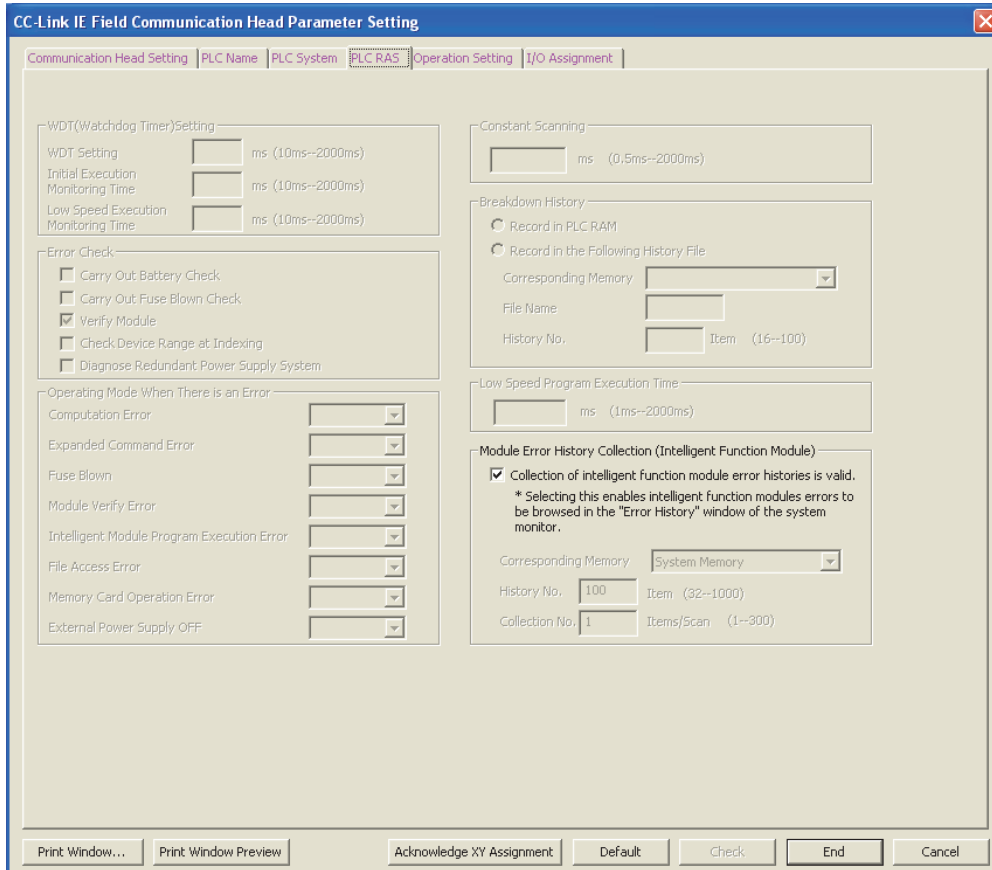 CC-Link IE Field Communication Head Parameter Setting
Communication Head Setting PLC Name PLC System PLC RAS Operation Setting I/O Assignment
WDT(Watchdog Timer)Setting
WDT Setting ms (10ms--2000ms)
Initial Execution
Monitoring Time ms (10ms--2000ms)
Low Speed Execution
Monitoring Time ms (10ms--2000ms)
Error Check
Carry Out Battery Check
Carry Out Fuse Blown Check
Verify Module
Check Device Range at Indexing
Diagnose Redundant Power Supply System
Operating Mode When There is an Error
Computation Error
Expanded Command Error
Fuse Blown
Module Verify Error
Intelligent Module Program Execution Error
File Access Error
Memory Card Operation Error
External Power Supply OFF
Constant Scanning
ms (0.5ms--2000ms)
Breakdown History
Record in PLC RAM
Record in the Following History File
Corresponding Memory
File Name
History No. Item (16--100)
Low Speed Program Execution Time
ms (1ms--2000ms)
Module Error History Collection (Intelligent Function Module)
Collection of intelligent function module error histories is valid.
* Selecting this enables intelligent function modules errors to
be browsed in the "Error History" window of the system
monitor.
Corresponding Memory System Memory
History No. 100 Item (32--1000)
Collection No. 1 Items/Scan (1--300)
Print Window... Print Window Preview Acknowledge XY Assignment Default Check End Cancel